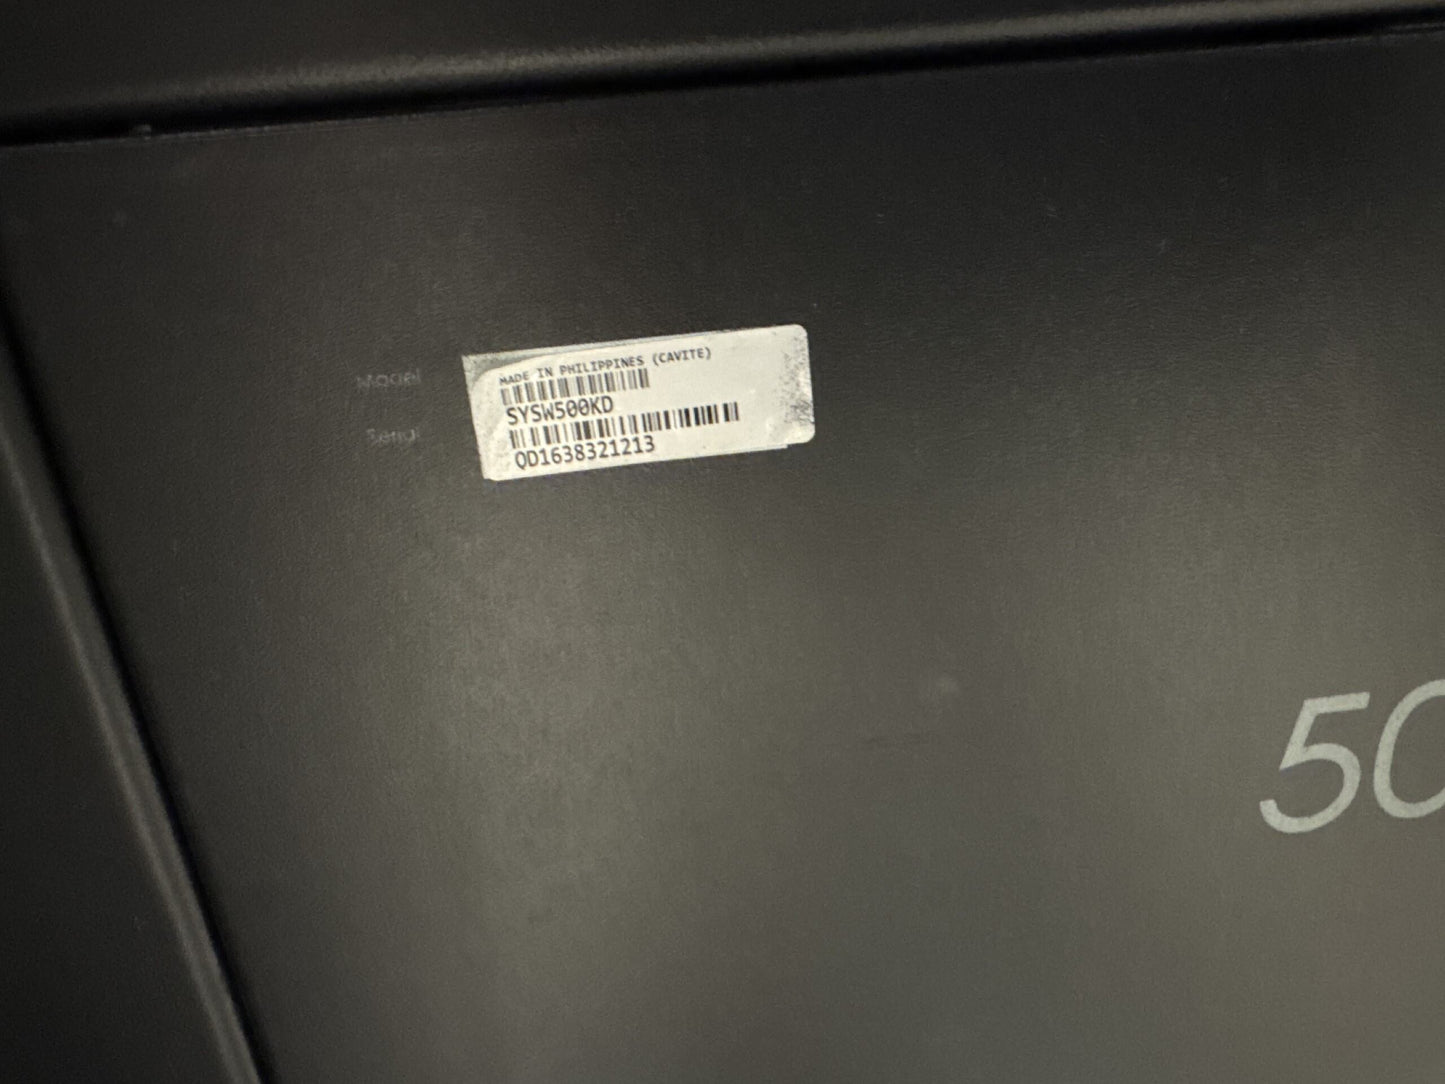 MADE IN PHILIPPINES (CAVITE)
Model
SYSW500KD
Serial
QD1638321213
50